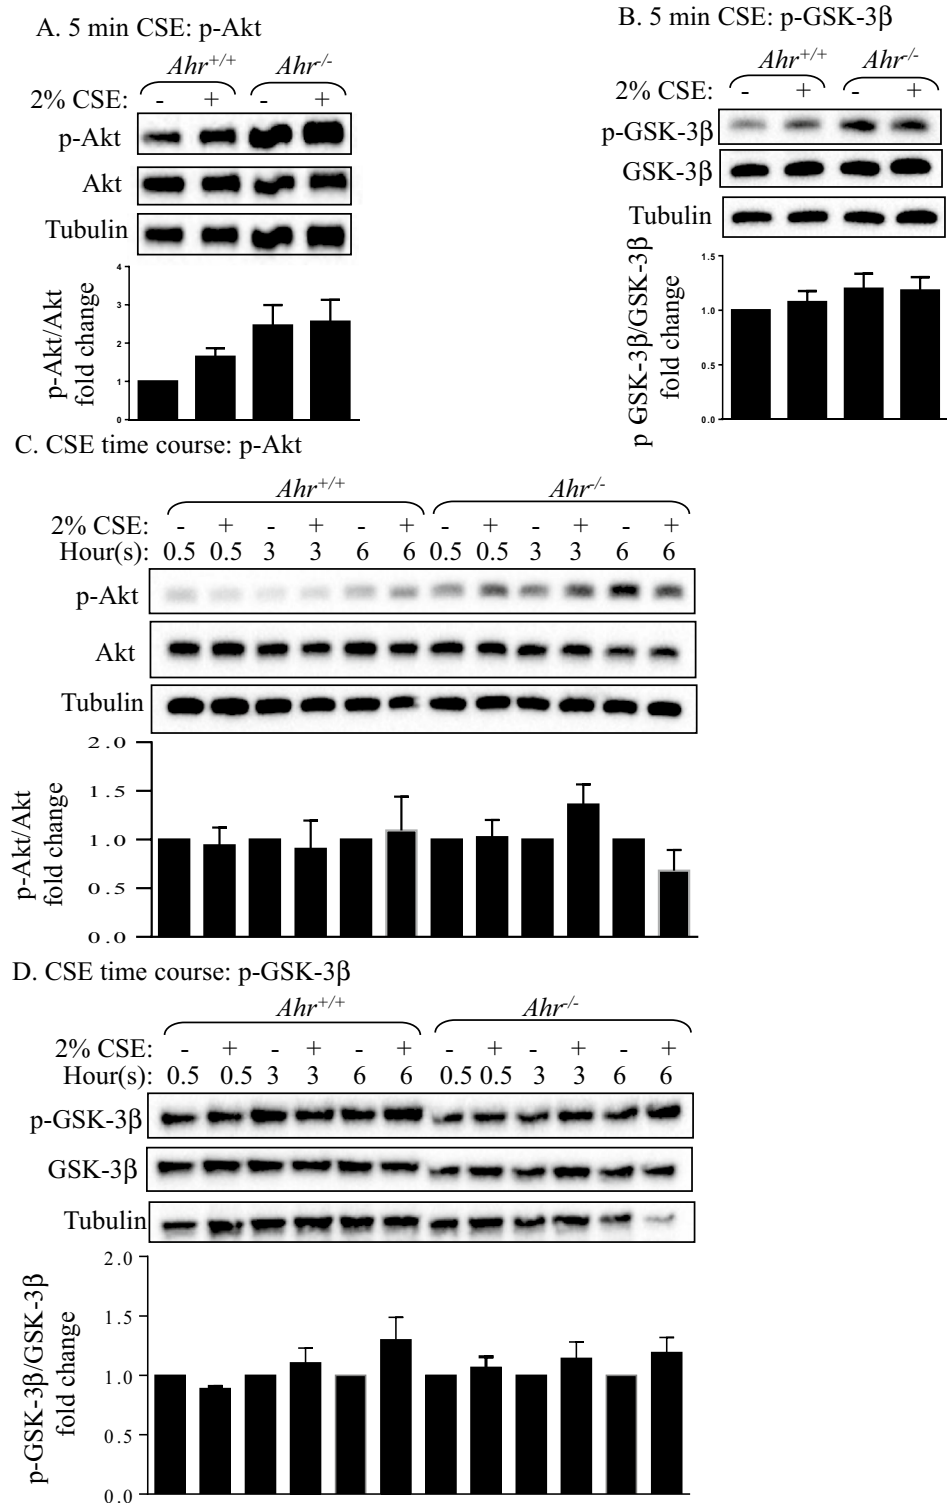 A. 5 min CSE: p-Akt
Ahr+/+ Ahr-/-
2% CSE: - + - +
p-Akt
Akt
Tubulin
p-Akt/Akt
fold change
4
3
2
1
0
B. 5 min CSE: p-GSK-3β
Ahr+/+ Ahr-/-
2% CSE: - + - +
p-GSK-3β
GSK-3β
Tubulin
p-GSK-3β/GSK-3β
fold change
1.5
1.0
0.5
0.0
C. CSE time course: p-Akt
Ahr+/+ Ahr-/-
2% CSE: - + - + - + - + - + - +
Hour(s): 0.5 0.5 3 3 6 6 0.5 0.5 3 3 6 6
p-Akt
Akt
Tubulin
p-Akt/Akt
fold change
2.0
1.5
1.0
0.5
0.0
D. CSE time course: p-GSK-3β
Ahr+/+ Ahr-/-
2% CSE: - + - + - + - + - + - +
Hour(s): 0.5 0.5 3 3 6 6 0.5 0.5 3 3 6 6
p-GSK-3β
GSK-3β
Tubulin
p-GSK-3β/GSK-3β
fold change
2.0
1.5
1.0
0.5
0.0